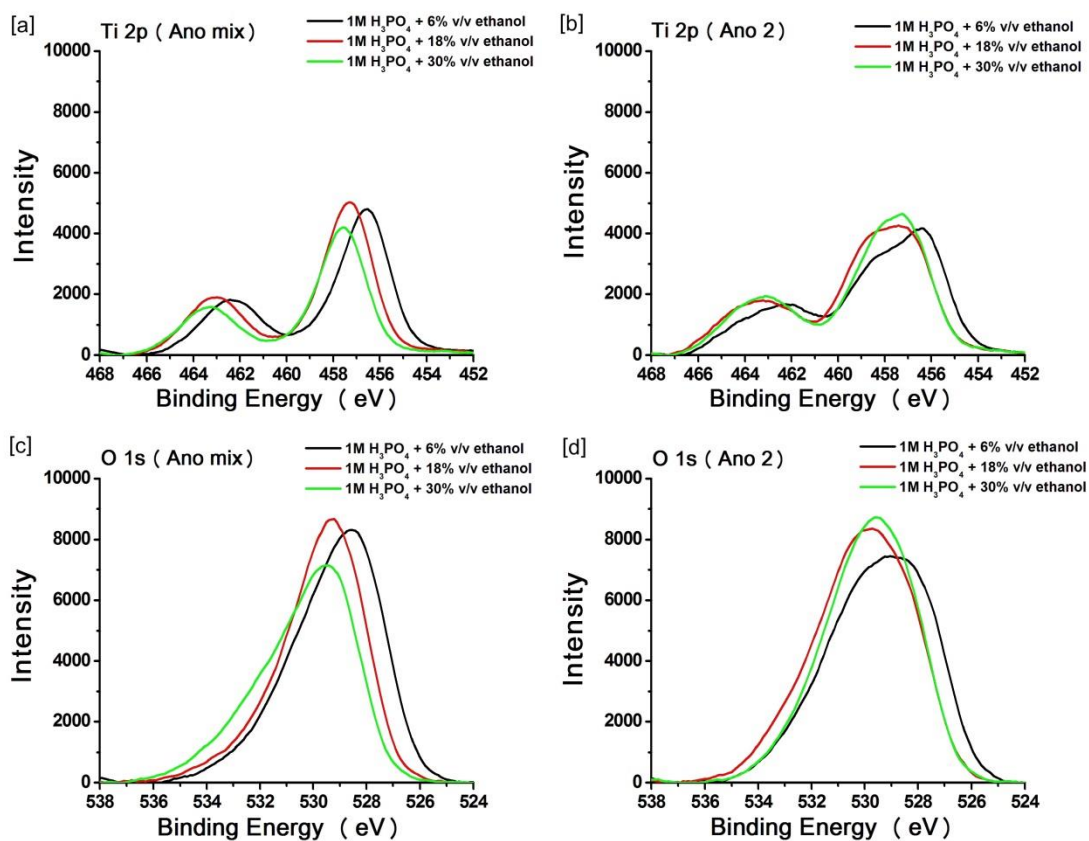 [a]
Ti 2p ( Ano mix)
1M H₃PO₄ + 6% v/v ethanol
1M H₃PO₄ + 18% v/v ethanol
1M H₃PO₄ + 30% v/v ethanol
10000
8000
6000
4000
2000
0
Intensity
468 466 464 462 460 458 456 454 452
Binding Energy ( eV)
[b]
Ti 2p ( Ano 2)
1M H₃PO₄ + 6% v/v ethanol
1M H₃PO₄ + 18% v/v ethanol
1M H₃PO₄ + 30% v/v ethanol
10000
8000
6000
4000
2000
0
Intensity
468 466 464 462 460 458 456 454 452
Binding Energy ( eV)
[c]
O 1s ( Ano mix)
1M H₃PO₄ + 6% v/v ethanol
1M H₃PO₄ + 18% v/v ethanol
1M H₃PO₄ + 30% v/v ethanol
10000
8000
6000
4000
2000
0
Intensity
538 536 534 532 530 528 526 524
Binding Energy ( eV)
[d]
O 1s ( Ano 2)
1M H₃PO₄ + 6% v/v ethanol
1M H₃PO₄ + 18% v/v ethanol
1M H₃PO₄ + 30% v/v ethanol
10000
8000
6000
4000
2000
0
Intensity
538 536 534 532 530 528 526 524
Binding Energy ( eV)